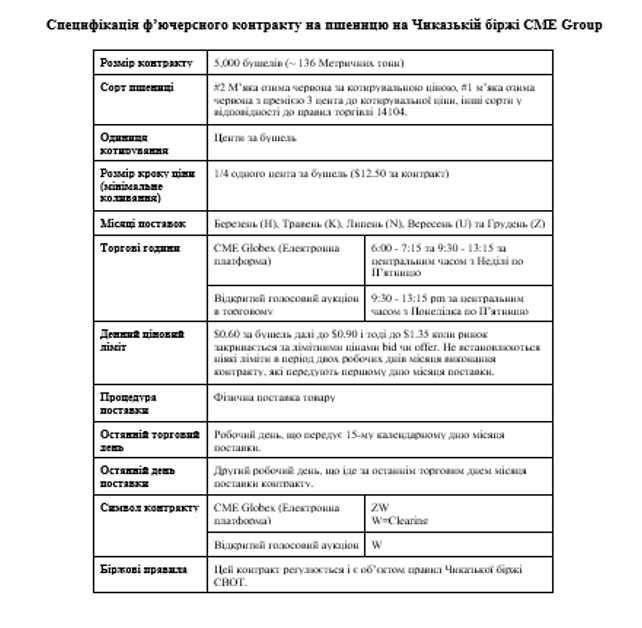 Специфікація ф’ючерсного контракту на пшеницю на Чиказькій біржі CME Group
Розмір контракту
5,000 бушелів (~ 136 Метричних тонн)
Сорт пшениці
#2 М’яка озима червона за котирувальною ціною, #1 м’яка озима
червона з премією 3 цента до котирувальної ціни, інші сорти у
відповідності до правил торгівлі 14104.
Одиниця
котирування
Центи за бушель
Розмір кроку ціни
(мінімальне
коливання)
1/4 одного цента за бушель ($12.50 за контракт)
Місяці поставок
Березень (H), Травень (K), Липень (N), Вересень (U) та Грудень (Z)
Торгові години
CME Globex (Електронна
платформа)
6:00 - 7:15 та 9:30 - 13:15 за
центральним часом з Неділі по
П’ятницю
Відкритий голосовий аукціон
в торговому
9:30 - 13:15 pm за центральним
часом з Понеділка по П’ятницю
Денний ціновий
ліміт
$0.60 за бушель далі до $0.90 і тоді до $1.35 коли ринок
закривається за лімітними цінами bid чи offer. Не встановлюються
ніякі ліміти в період двох робочих днів місяця виконання
контракту, які передують першому дню місяця поставки.
Процедура
поставки
Фізична поставка товару
Останній торговий
день
Робочий день, що передує 15-му календарному дню місяця
поставки.
Останній день
поставки
Другий робочий день, що іде за останнім торговим днем місяця
поставки контракту.
Символ контракту
CME Globex (Електронна
платформа)
ZW
W=Clearing
Відкритий голосовий аукціон
W
Біржові правила
Цей контракт регулюється і є об’єктом правил Чиказької біржі
CBOT.